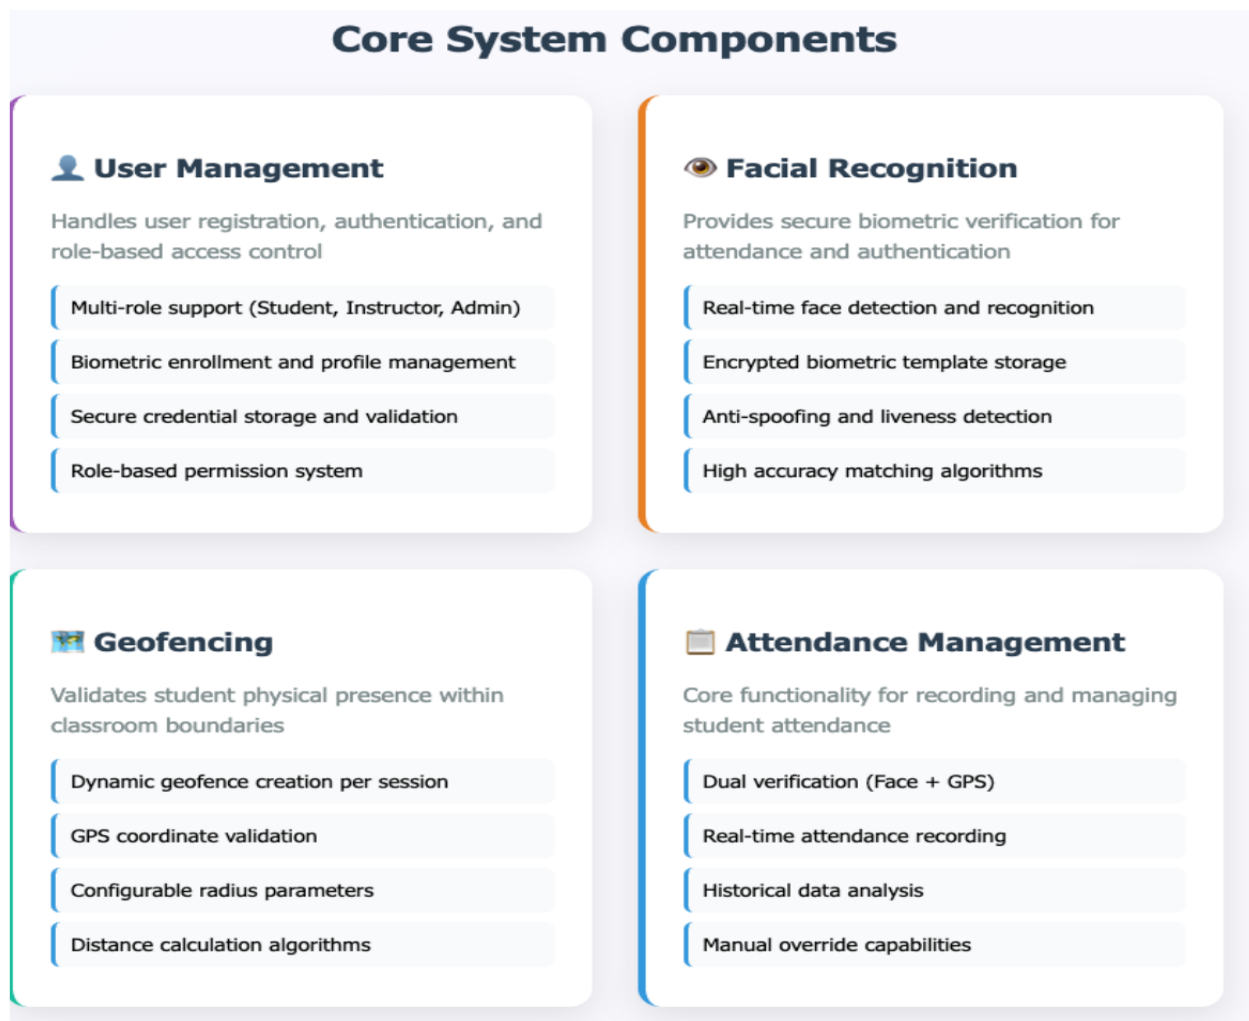 Core System Components
User Management
Handles user registration, authentication, and
role-based access control
Multi-role support (Student, Instructor, Admin)
Biometric enrollment and profile management
Secure credential storage and validation
Role-based permission system
Facial Recognition
Provides secure biometric verification for
attendance and authentication
Real-time face detection and recognition
Encrypted biometric template storage
Anti-spoofing and liveness detection
High accuracy matching algorithms
Geofencing
Validates student physical presence within
classroom boundaries
Dynamic geofence creation per session
GPS coordinate validation
Configurable radius parameters
Distance calculation algorithms
Attendance Management
Core functionality for recording and managing
student attendance
Dual verification (Face + GPS)
Real-time attendance recording
Historical data analysis
Manual override capabilities